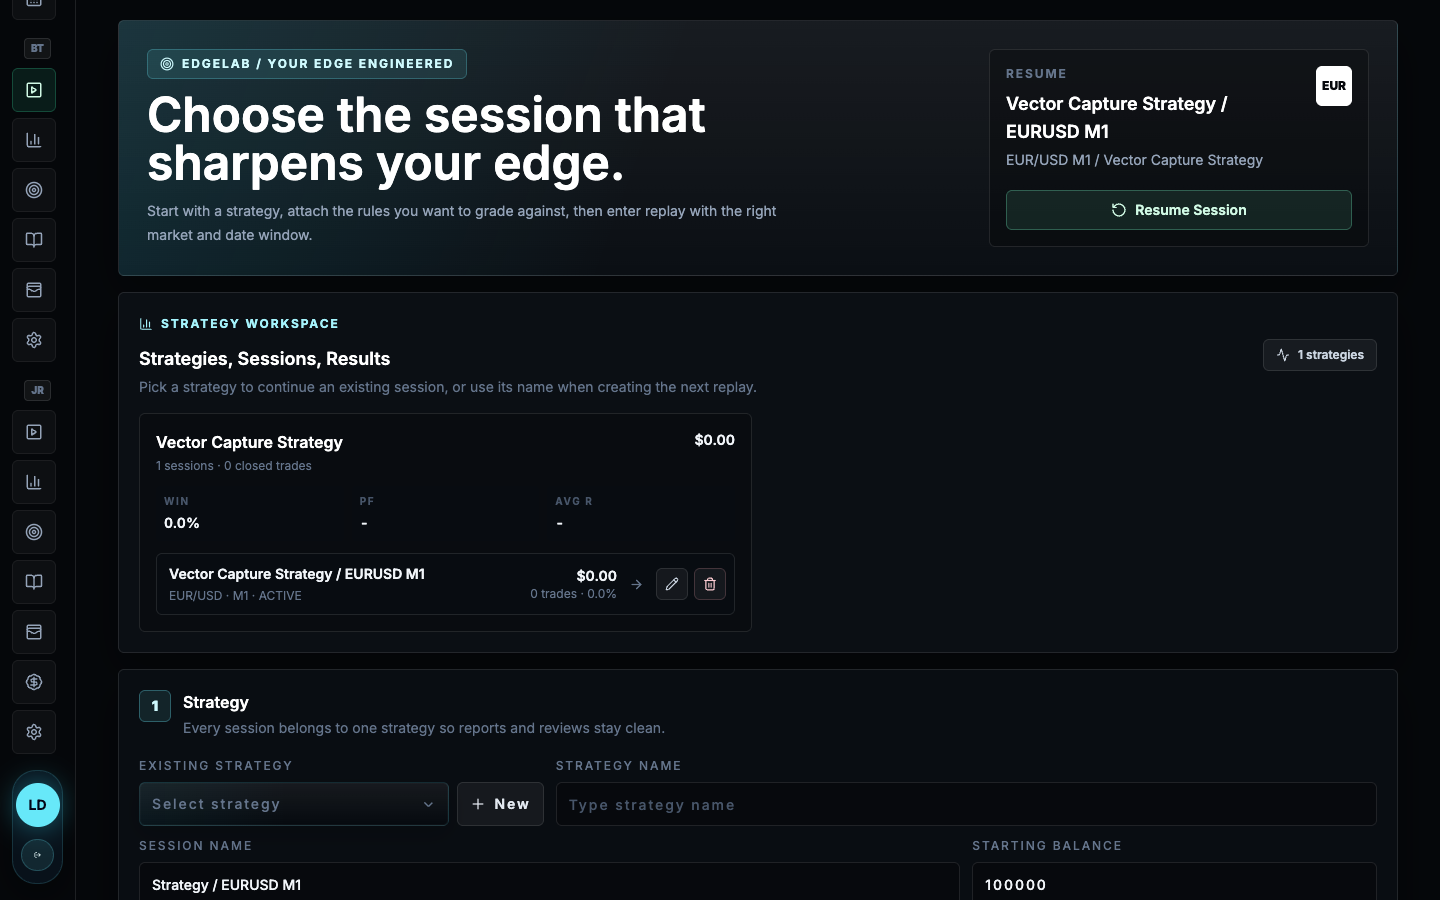 BT
JR
LD
EDGELAB / YOUR EDGE ENGINEERED
Choose the session that
sharpens your edge.
Start with a strategy, attach the rules you want to grade against, then enter replay with the right
market and date window.
RESUME
EUR
Vector Capture Strategy /
EURUSD M1
EUR/USD M1 / Vector Capture Strategy
Resume Session
STRATEGY WORKSPACE
Strategies, Sessions, Results
1 strategies
Pick a strategy to continue an existing session, or use its name when creating the next replay.
Vector Capture Strategy
$0.00
1 sessions · 0 closed trades
WIN
PF
AVG R
0.0%
-
-
Vector Capture Strategy / EURUSD M1
$0.00
EUR/USD · M1 · ACTIVE
0 trades · 0.0%
1
Strategy
Every session belongs to one strategy so reports and reviews stay clean.
EXISTING STRATEGY
STRATEGY NAME
Select strategy
New
Type strategy name
SESSION NAME
STARTING BALANCE
Strategy / EURUSD M1
100000